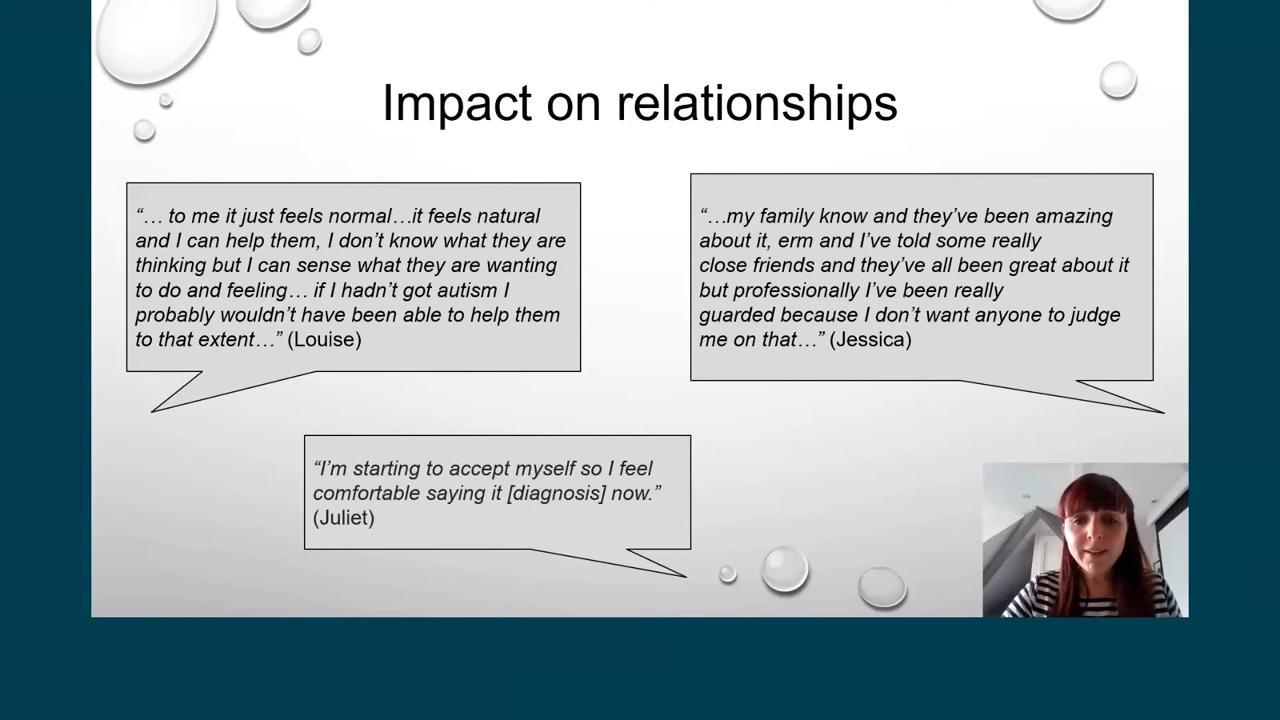 Impact on relationships
“… to me it just feels normal…it feels natural
and I can help them, I don’t know what they are
thinking but I can sense what they are wanting
to do and feeling… if I hadn’t got autism I
probably wouldn’t have been able to help them
to that extent…” (Louise)
“…my family know and they’ve been amazing
about it, erm and I’ve told some really
close friends and they’ve all been great about it
but professionally I’ve been really
guarded because I don’t want anyone to judge
me on that…” (Jessica)
“I’m starting to accept myself so I feel
comfortable saying it [diagnosis] now.”
(Juliet)